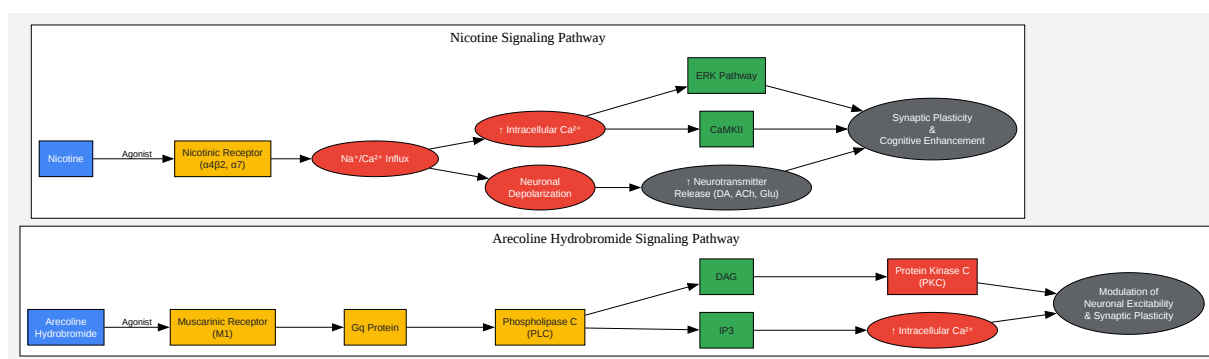 Nicotine Signaling Pathway
Nicotine
Agonist
Nicotinic Receptor
(α4β2, α7)
Na⁺/Ca²⁺ Influx
↑ Intracellular Ca²⁺
Neuronal
Depolarization
ERK Pathway
CaMKII
↑ Neurotransmitter
Release (DA, ACh, Glu)
Synaptic Plasticity
&
Cognitive Enhancement
Arecoline Hydrobromide Signaling Pathway
Arecoline
Hydrobromide
Agonist
Muscarinic Receptor
(M1)
Gq Protein
Phospholipase C
(PLC)
DAG
IP3
Protein Kinase C
(PKC)
↑ Intracellular Ca²⁺
Modulation of
Neuronal Excitability
& Synaptic Plasticity